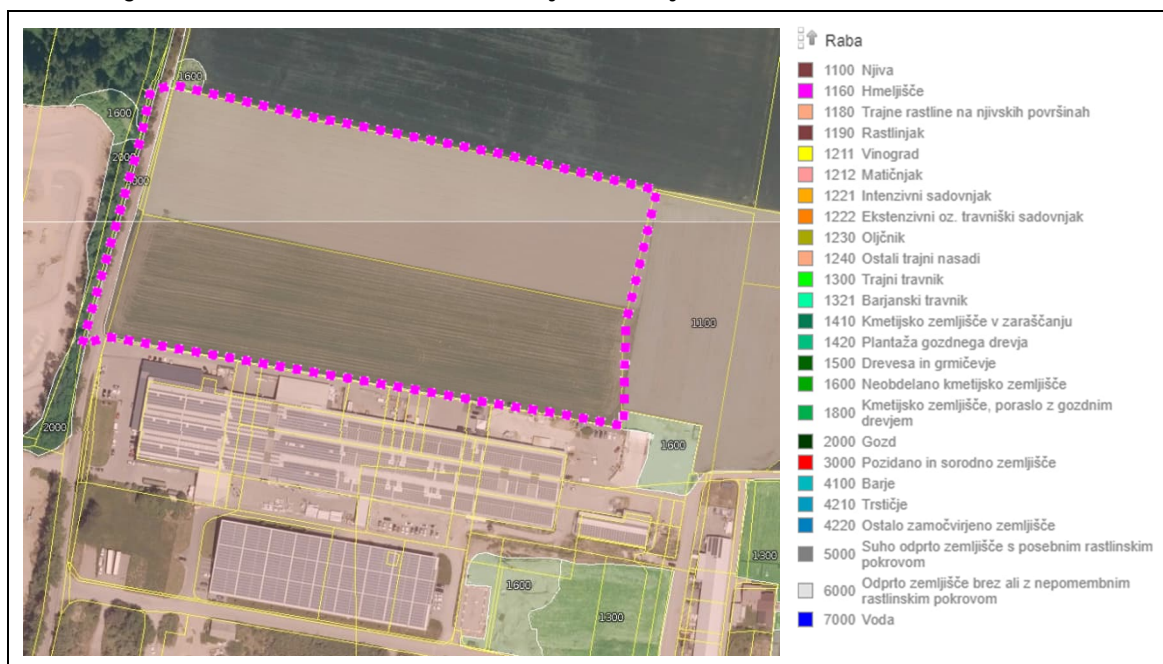 1600
1600
2000
1100
2000
1600
1300
1600
1300
Raba
1100 Njiva
1160 Hmeljišče
1180 Trajne rastline na njivskih površinah
1190 Rastlinjak
1211 Vinograd
1212 Matičnjak
1221 Intenzivni sadovnjak
1222 Ekstenzivni oz. travniški sadovnjak
1230 Oljčnik
1240 Ostali trajni nasadi
1300 Trajni travnik
1321 Barjanski travnik
1410 Kmetijsko zemljišče v zaraščanju
1420 Plantaža gozdnega drevja
1500 Drevesa in grmičevje
1600 Neobdelano kmetijsko zemljišče
1800 Kmetijsko zemljišče, poraslo z gozdnim
drevjem
2000 Gozd
3000 Pozidano in sorodno zemljišče
4100 Barje
4210 Trstičje
4220 Ostalo zamočvirjeno zemljišče
5000 Suho odprto zemljišče s posebnim rastlinskim
pokrovom
6000 Odprto zemljišče brez ali z nepomembnim
rastlinskim pokrovom
7000 Voda